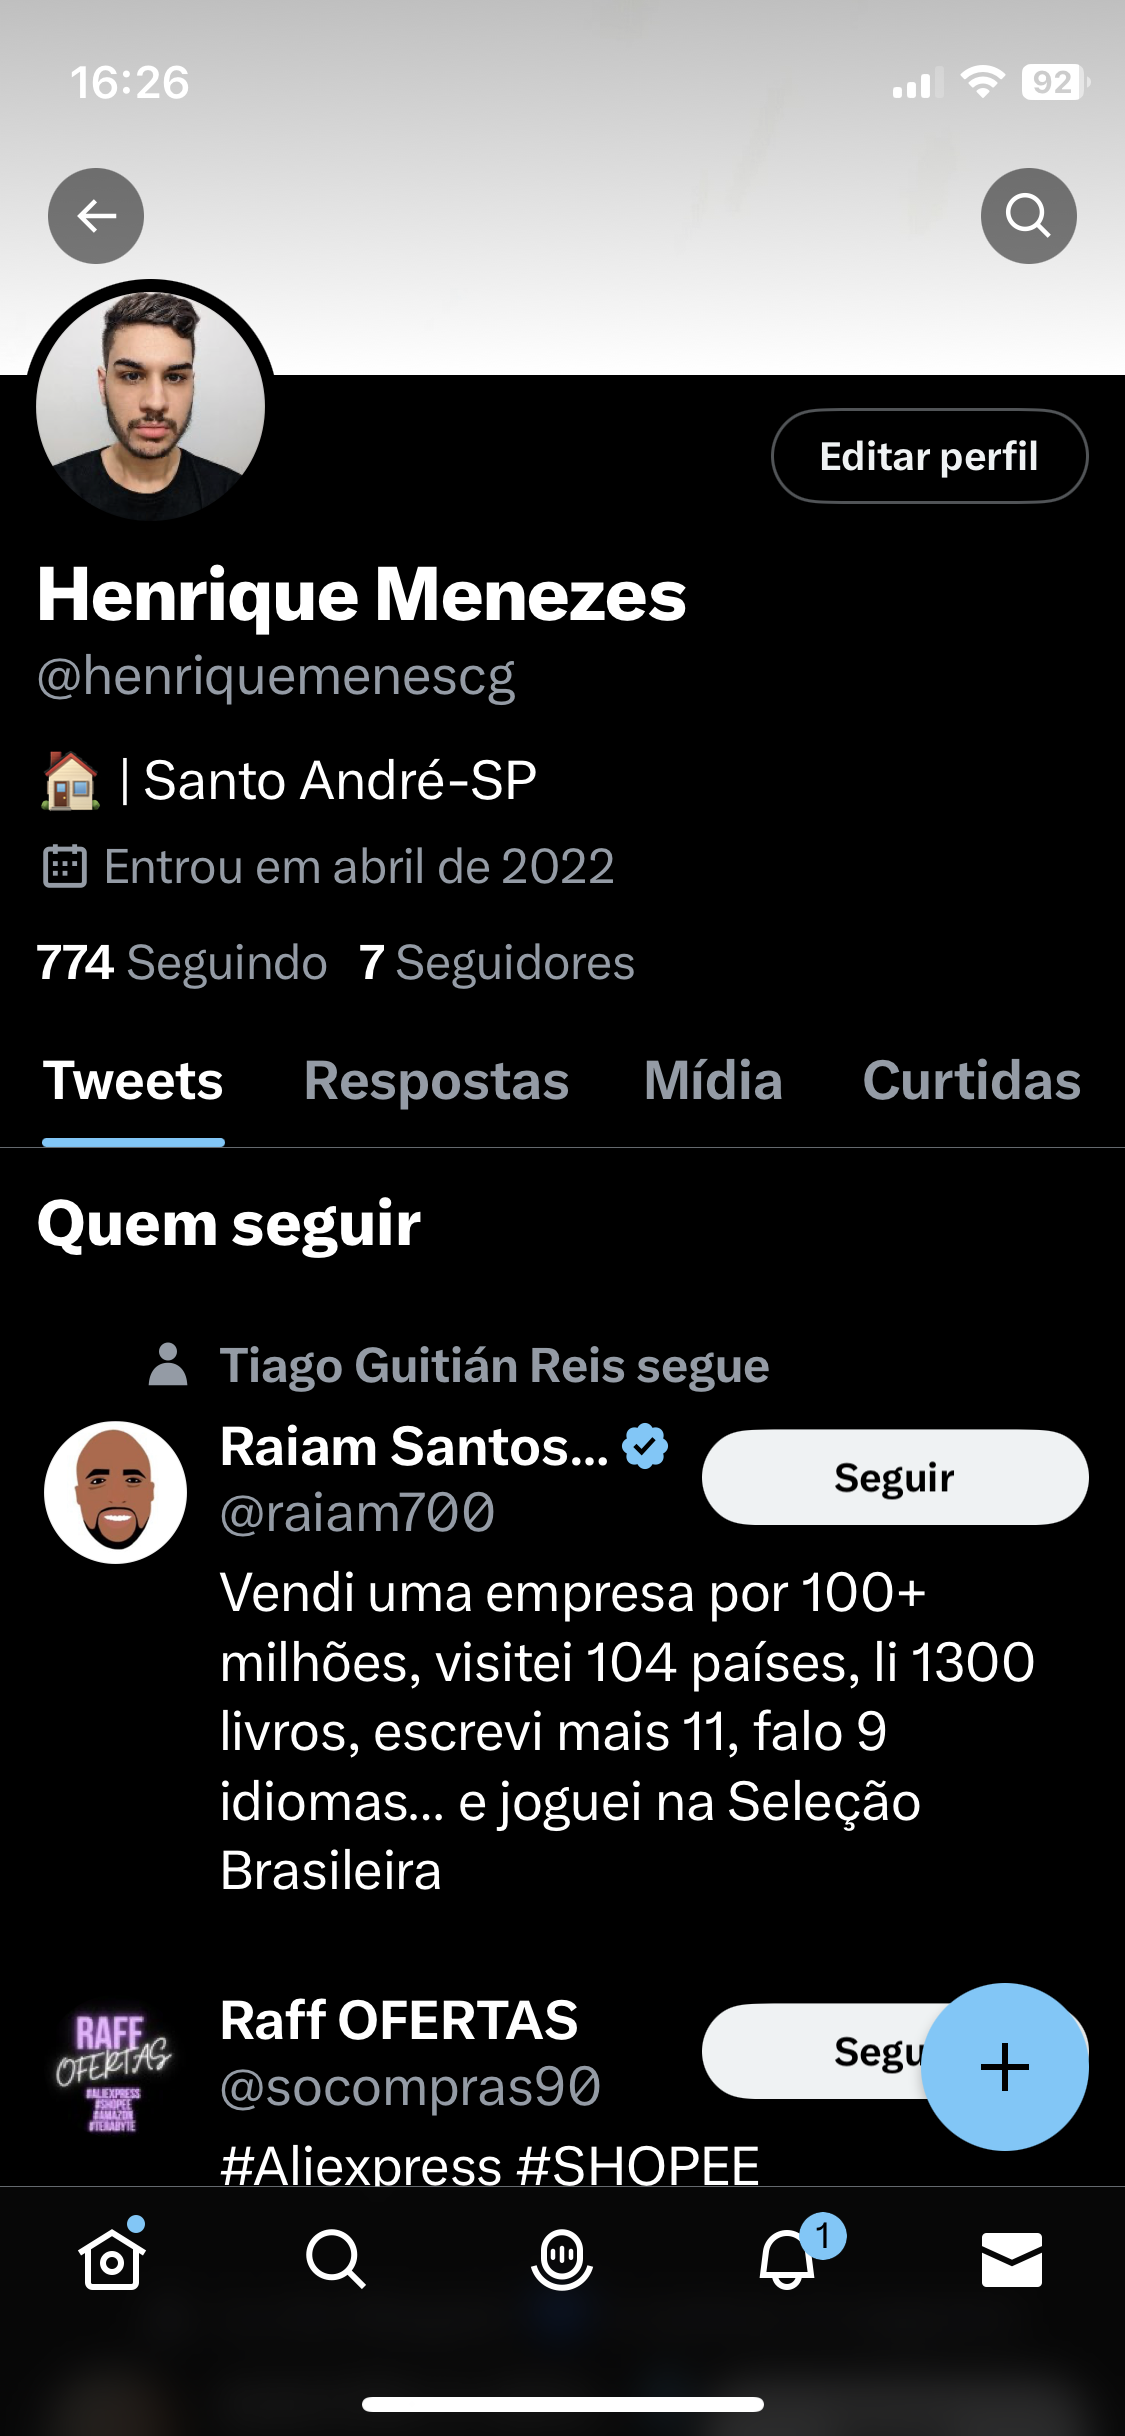 16:26
92
Editar perfil
Henrique Menezes
@henriquemenescg
🏠 | Santo André-SP
Entrou em abril de 2022
774 Seguindo 7 Seguidores
Tweets Respostas Mídia Curtidas
Quem seguir
Tiago Guitián Reis segue
Raiam Santos...
@raiam700
Seguir
Vendi uma empresa por 100+
milhões, visitei 104 países, li 1300
livros, escrevi mais 11, falo 9
idiomas... e joguei na Seleção
Brasileira
RAFF
OFERTAS
#ALIEXPRESS
#SHOPEE
#AMAZON
#TERABYTE
Raff OFERTAS
@socompras90
Segu
#Aliexpress #SHOPEE
1